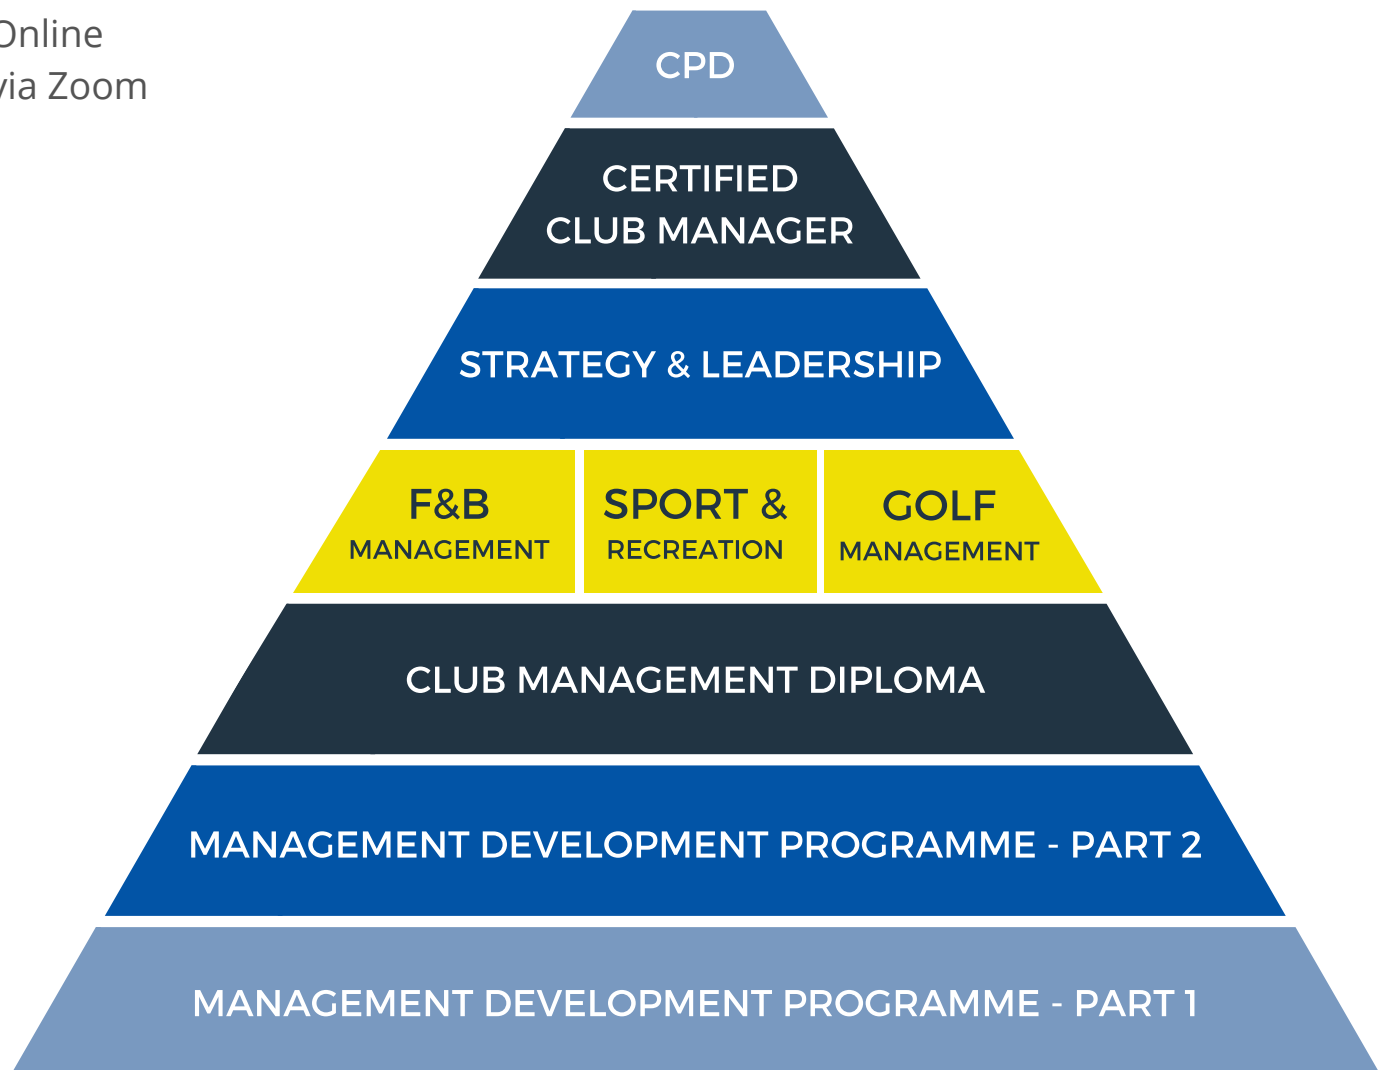 Online
via Zoom
CPD
CERTIFIED
CLUB MANAGER
STRATEGY & LEADERSHIP
F&B
MANAGEMENT
SPORT &
RECREATION
GOLF
MANAGEMENT
CLUB MANAGEMENT DIPLOMA
MANAGEMENT DEVELOPMENT PROGRAMME - PART 2
MANAGEMENT DEVELOPMENT PROGRAMME - PART 1